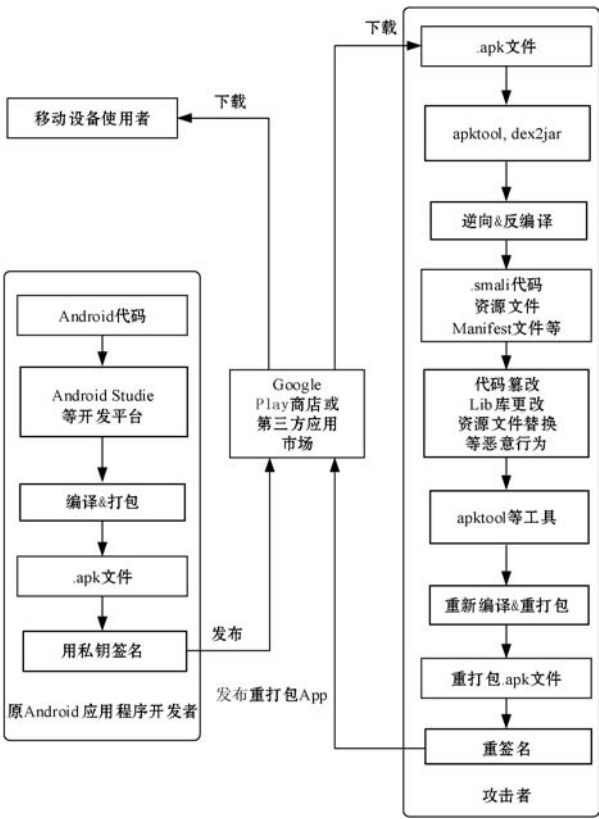 下载
移动设备使用者
Android代码
Android Studie
等开发平台
编译&打包
.apk文件
用私钥签名
原Android 应用程序开发者
发布
Google
Play商店或
第三方应用
市场
发布重打包App
下载
.apk文件
apktool, dex2jar
逆向&反编译
.smali代码
资源文件
Manifest文件等
代码篡改
Lib库更改
资源文件替换
等恶意行为
apktool等工具
重新编译&重打包
重打包.apk文件
重签名
攻击者